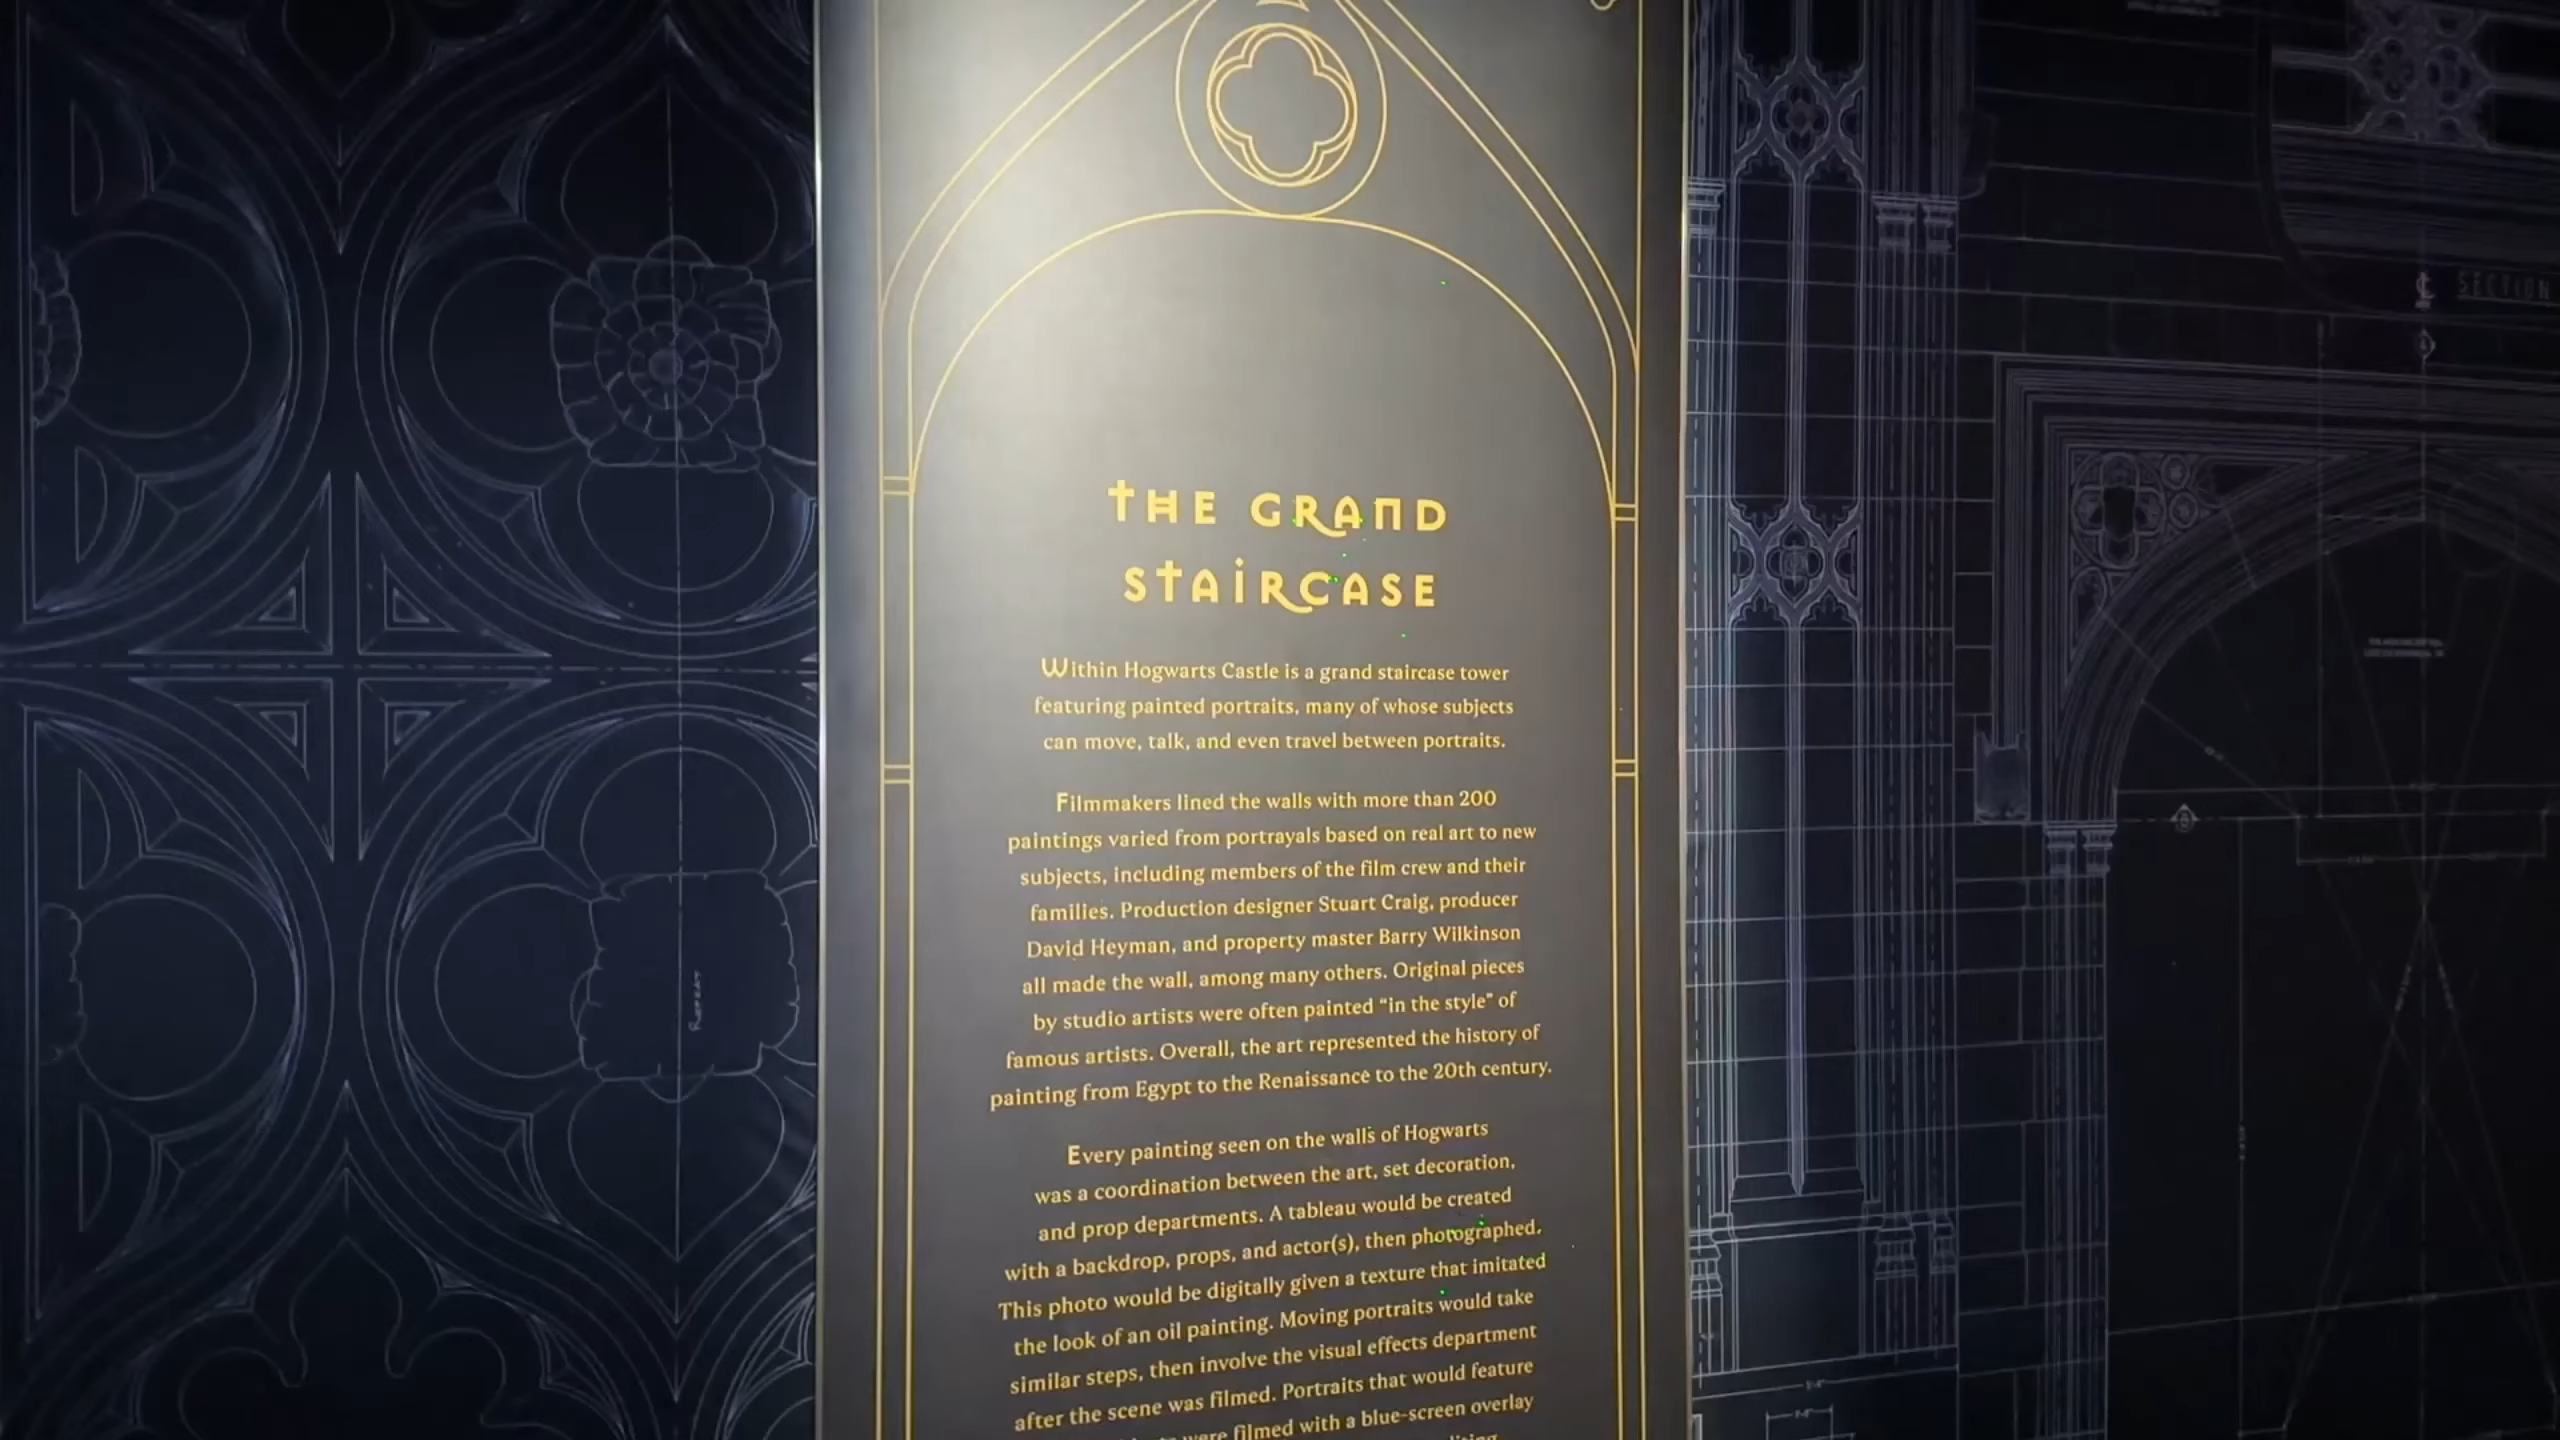 THE GRAND
STAIRCASE
Within Hogwarts Castle is a grand staircase tower
featuring painted portraits, many of whose subjects
can move, talk, and even travel between portraits.
Filmmakers lined the walls with more than 200
paintings varied from portrayals based on real art to new
subjects, including members of the film crew and their
families. Production designer Stuart Craig, producer
David Heyman, and property master Barry Wilkinson
all made the wall, among many others. Original pieces
by studio artists were often painted “in the style” of
famous artists. Overall, the art represented the history of
painting from Egypt to the Renaissance to the 20th century.
Every painting seen on the walls of Hogwarts
was a coordination between the art, set decoration,
and prop departments. A tableau would be created
with a backdrop, props, and actor(s), then photographed.
This photo would be digitally given a texture that imitated
the look of an oil painting. Moving portraits would take
similar steps, then involve the visual effects department
after the scene was filmed. Portraits that would feature
were filmed with a blue-screen overlay
REPEAT
SECTION